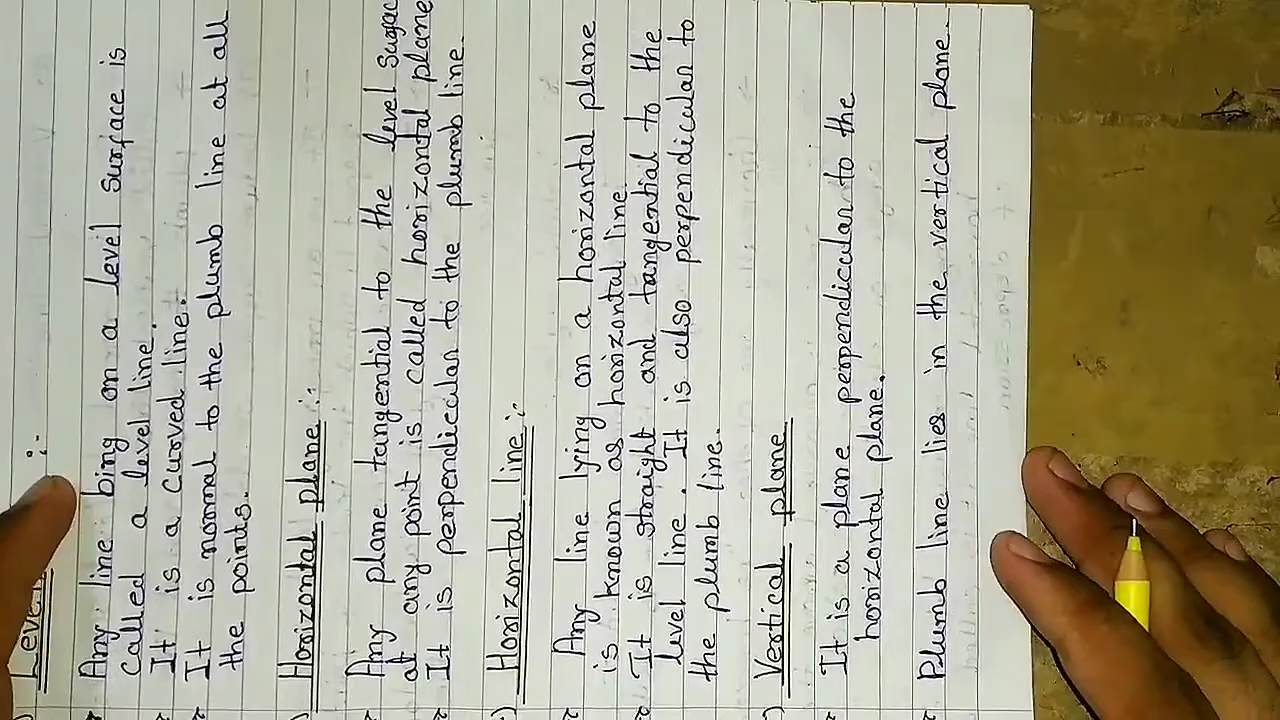 Level :-
Any line bing on a level surface is
called a level line.
It is a curved line.
It is normal to the plumb line at all
the points.
Horizontal plane :-
Any plane tangential to the level surfac
at any point is called horizontal plane
It is perpendicular to the plumb line.
Horizontal line :-
Any line lying on a horizontal plane
is known as horizontal line.
It is straight and tangential to the
level line. It is also perpendicular to
the plumb line.
Vertical plane
It is a plane perpendicular to the
horizontal plane.
Plumb line lies in the vertical plane.